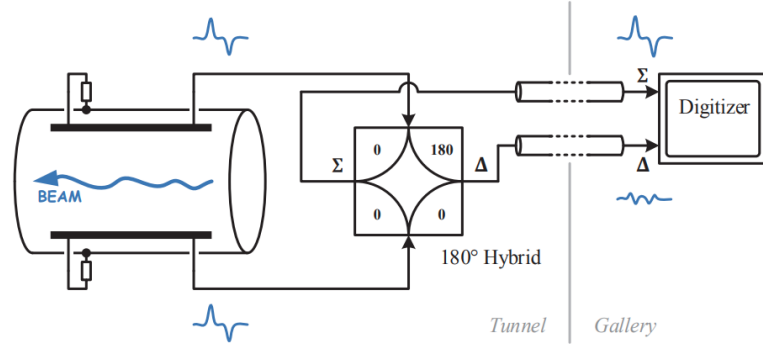 Σ
Digitizer
0
180
BEAM
Σ
Δ
Δ
0
0
180° Hybrid
Tunnel
Gallery